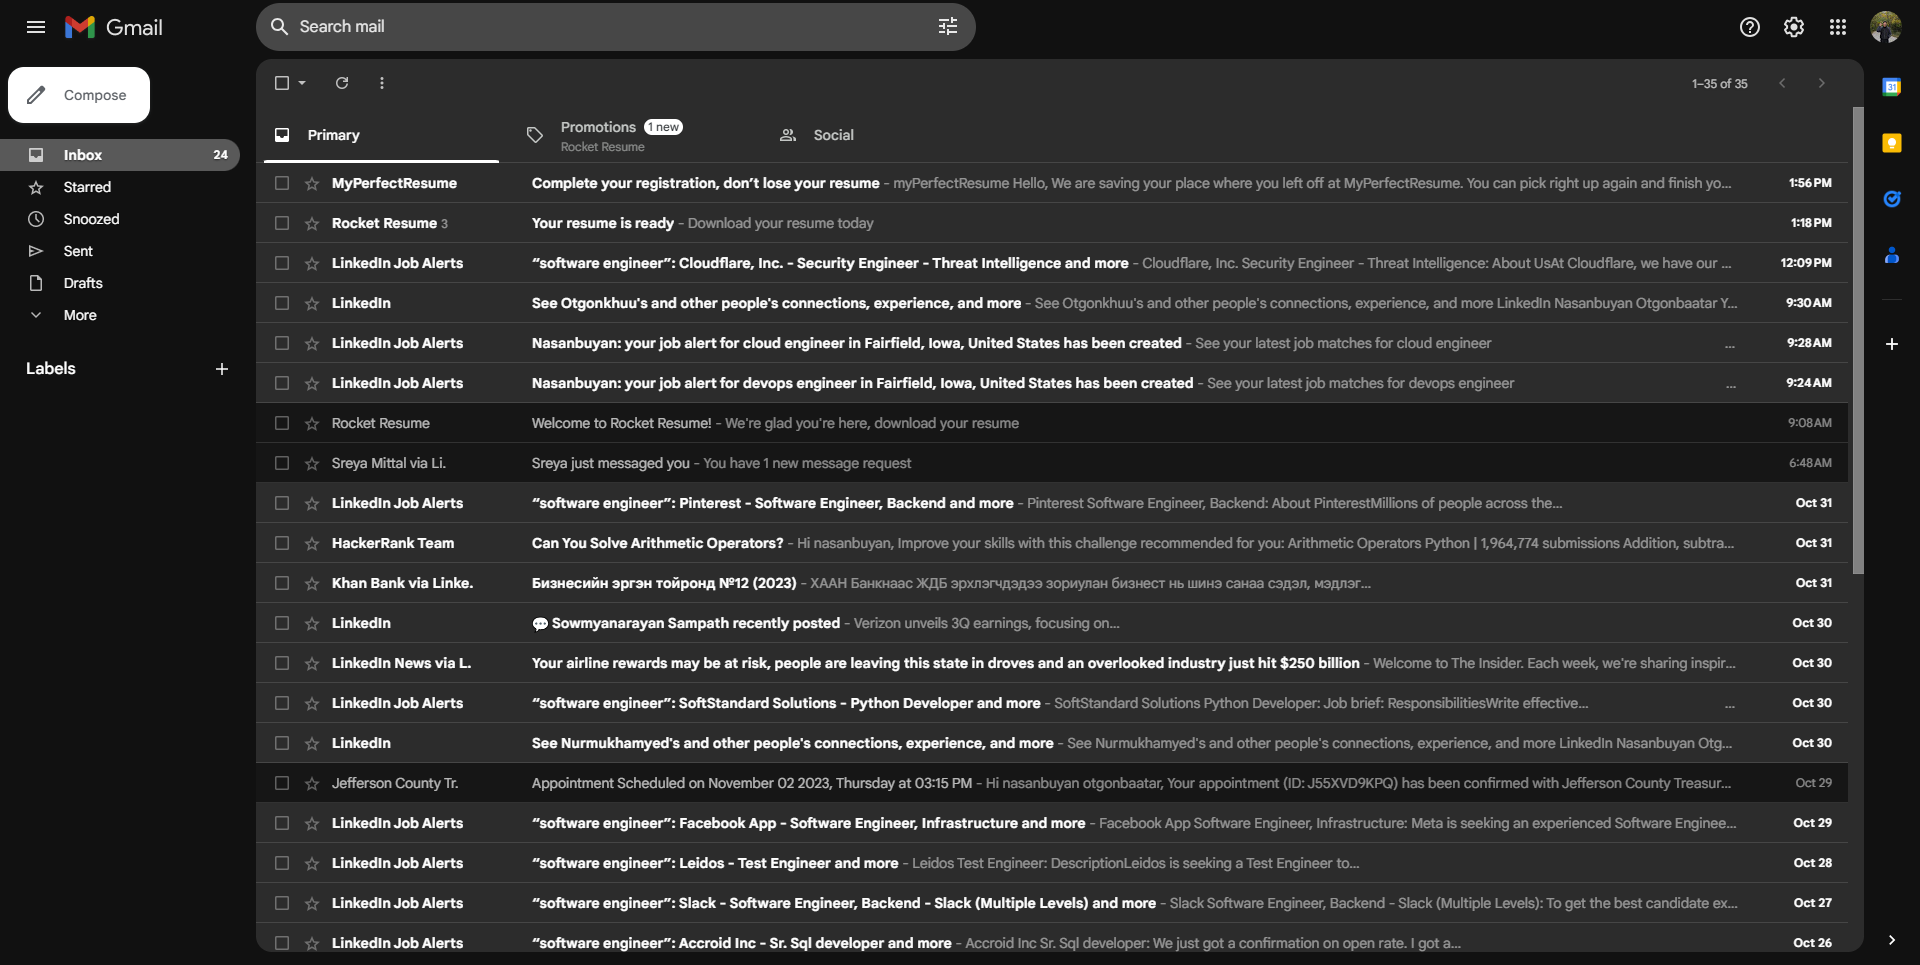 Gmail
Search mail
Compose
1–35 of 35
Inbox 24
Starred
Snoozed
Sent
Drafts
More
Labels
Primary
Promotions 1 new
Rocket Resume
Social
MyPerfectResume Complete your registration, don’t lose your resume - myPerfectResume Hello, We are saving your place where you left off at MyPerfectResume. You can pick right up again and finish yo... 1:56 PM
Rocket Resume 3 Your resume is ready - Download your resume today 1:18 PM
LinkedIn Job Alerts “software engineer”: Cloudflare, Inc. - Security Engineer - Threat Intelligence and more - Cloudflare, Inc. Security Engineer - Threat Intelligence: About UsAt Cloudflare, we have our ... 12:09 PM
LinkedIn See Otgonkhuu's and other people's connections, experience, and more - See Otgonkhuu's and other people's connections, experience, and more LinkedIn Nasanbuyan Otgonbaatar Y... 9:30 AM
LinkedIn Job Alerts Nasanbuyan: your job alert for cloud engineer in Fairfield, Iowa, United States has been created - See your latest job matches for cloud engineer ... 9:28 AM
LinkedIn Job Alerts Nasanbuyan: your job alert for devops engineer in Fairfield, Iowa, United States has been created - See your latest job matches for devops engineer ... 9:24 AM
Rocket Resume Welcome to Rocket Resume! - We're glad you're here, download your resume 9:08 AM
Sreya Mittal via Li. Sreya just messaged you - You have 1 new message request 6:48 AM
LinkedIn Job Alerts “software engineer”: Pinterest - Software Engineer, Backend and more - Pinterest Software Engineer, Backend: About PinterestMillions of people across the... Oct 31
HackerRank Team Can You Solve Arithmetic Operators? - Hi nasanbuyan, Improve your skills with this challenge recommended for you: Arithmetic Operators Python | 1,964,774 submissions Addition, subtra... Oct 31
Khan Bank via Linke. Бизнесийн эргэн тойронд №12 (2023) - ХААН Банкнаас ЖДБ эрхлэгчдэдээ зориулан бизнест нь шинэ санаа сэдэл, мэдлэг... Oct 31
LinkedIn 💬 Sowmyanarayan Sampath recently posted - Verizon unveils 3Q earnings, focusing on... Oct 30
LinkedIn News via L. Your airline rewards may be at risk, people are leaving this state in droves and an overlooked industry just hit $250 billion - Welcome to The Insider. Each week, we're sharing inspir... Oct 30
LinkedIn Job Alerts “software engineer”: SoftStandard Solutions - Python Developer and more - SoftStandard Solutions Python Developer: Job brief: ResponsibilitiesWrite effective... ... Oct 30
LinkedIn See Nurmukhamyed's and other people's connections, experience, and more - See Nurmukhamyed's and other people's connections, experience, and more LinkedIn Nasanbuyan Otg... Oct 30
Jefferson County Tr. Appointment Scheduled on November 02 2023, Thursday at 03:15 PM - Hi nasanbuyan otgonbaatar, Your appointment (ID: J55XVD9KPQ) has been confirmed with Jefferson County Treasur... Oct 29
LinkedIn Job Alerts “software engineer”: Facebook App - Software Engineer, Infrastructure and more - Facebook App Software Engineer, Infrastructure: Meta is seeking an experienced Software Enginee... Oct 29
LinkedIn Job Alerts “software engineer”: Leidos - Test Engineer and more - Leidos Test Engineer: DescriptionLeidos is seeking a Test Engineer to... Oct 28
LinkedIn Job Alerts “software engineer”: Slack - Software Engineer, Backend - Slack (Multiple Levels) and more - Slack Software Engineer, Backend - Slack (Multiple Levels): To get the best candidate ex... Oct 27
LinkedIn Job Alerts “software engineer”: Accroid Inc - Sr. Sql developer and more - Accroid Inc Sr. Sql developer: We just got a confirmation on open rate. I got a... Oct 26
31